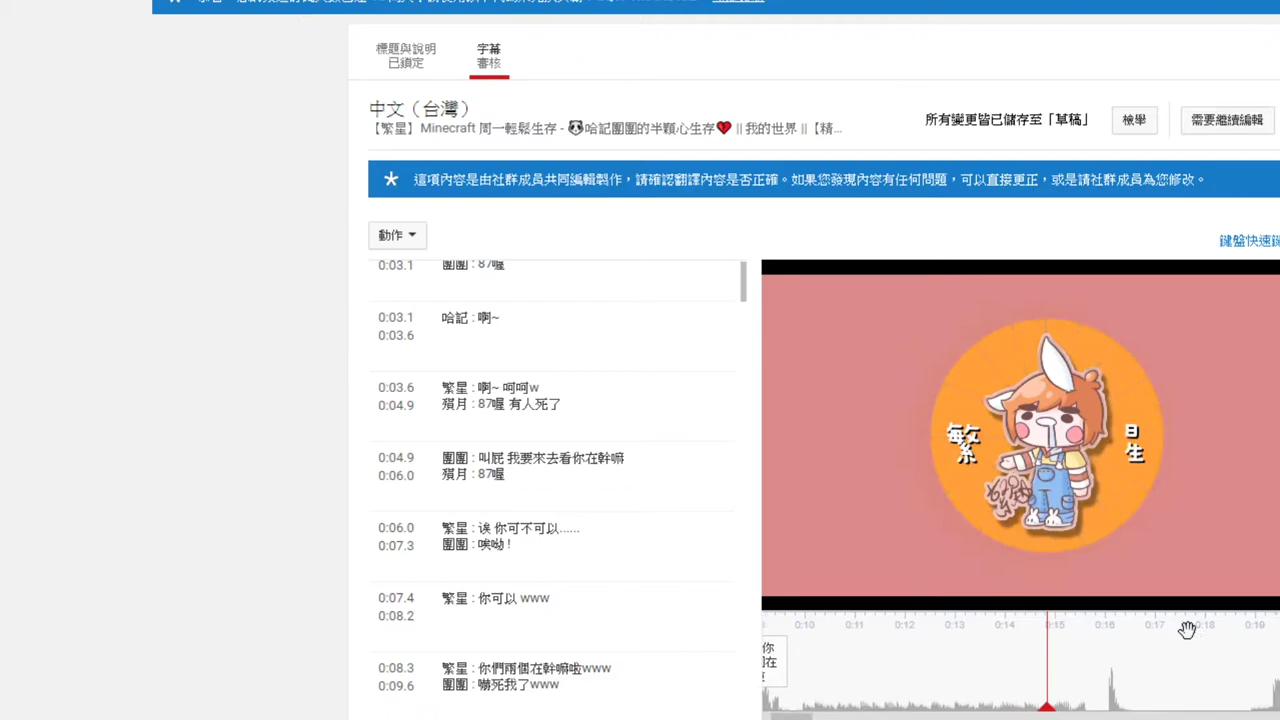 標題與說明
已鎖定
字幕
審核
中文（台灣）
【繁星】Minecraft 周一輕鬆生存 - 🐼哈記團團的半顆心生存💔 || 我的世界 ||【精...
所有變更皆已儲存至「草稿」
檢舉
需要繼續編輯
* 這項內容是由社群成員共同編輯製作，請確認翻譯內容是否正確。如果您發現內容有任何問題，可以直接更正，或是請社群成員為您修改。
動作
鍵盤快速鍵
0:03.1 團團 : 87喔
0:03.1 哈記 : 啊~
0:03.6
0:03.6 繁星 : 啊~ 呵呵w
0:04.9 殞月 : 87喔 有人死了
0:04.9 團團 : 叫屁 我要來去看你在幹嘛
0:06.0 殞月 : 87喔
0:06.0 繁星 : 诶 你可不可以......
0:07.3 團團 : 唉呦 !
0:07.4 繁星 : 你可以 www
0:08.2
0:08.3 繁星 : 你們兩個在幹嘛啦www
0:09.6 團團 : 嚇死我了www
繁 星
0:10 0:11 0:12 0:13 0:14 0:15 0:16 0:17 0:18 0:19
你
在